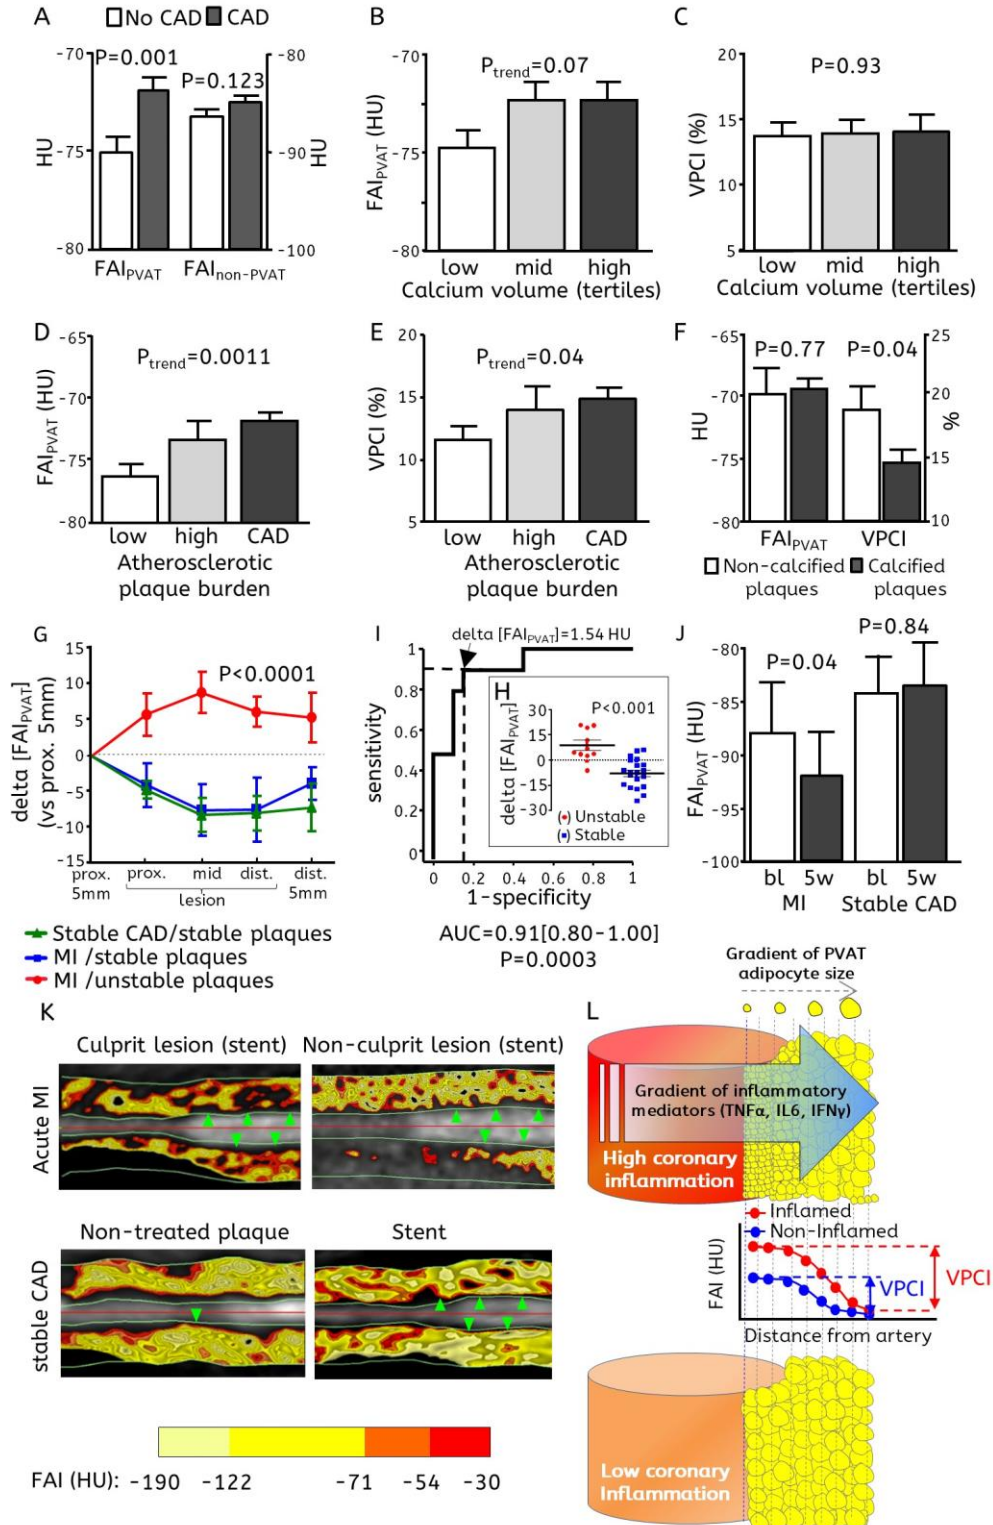 A
No CAD CAD
-70
-75
-80
HU
P=0.001
P=0.123
-80
-90
-100
HU
FAIPVAT FAInon-PVAT
B
-70
-75
-80
FAIPVAT (HU)
Ptrend=0.07
low mid high
Calcium volume (tertiles)
C
20
15
10
5
VPCI (%)
P=0.93
low mid high
Calcium volume (tertiles)
D
-65
-70
-75
-80
FAIPVAT (HU)
Ptrend=0.0011
low high CAD
Atherosclerotic
plaque burden
E
20
15
10
5
VPCI (%)
Ptrend=0.04
low high CAD
Atherosclerotic
plaque burden
F
-65
-70
-75
-80
HU
P=0.77 P=0.04
25
20
15
10
%
FAIPVAT VPCI
Non-calcified plaques
Calcified plaques
G
15
10
5
0
-5
-10
-15
delta [FAIPVAT]
(vs prox. 5mm)
P<0.0001
prox. 5mm
prox. mid dist.
dist. 5mm
lesion
Stable CAD/stable plaques
MI /stable plaques
MI /unstable plaques
I
delta [FAIPVAT]=1.54 HU
1
0.8
0.6
0.4
0.2
0
sensitivity
0 0.2 0.4 0.6 0.8 1
1-specificity
AUC=0.91[0.80-1.00]
P=0.0003
H
P<0.001
30
15
0
-15
-30
delta [FAIPVAT]
(•) Unstable
(▪) Stable
J
P=0.84
P=0.04
-80
-85
-90
-95
-100
FAIPVAT (HU)
bl 5w bl 5w
MI Stable CAD
K
Culprit lesion (stent) Non-culprit lesion (stent)
Acute MI
Non-treated plaque Stent
stable CAD
FAI (HU): -190 -122 -71 -54 -30
L
Gradient of PVAT
adipocyte size
Gradient of inflammatory
mediators (TNFα, IL6, IFNγ)
High coronary
inflammation
Inflamed
Non-Inflamed
FAI (HU)
VPCI
VPCI
Distance from artery
Low coronary
Inflammation